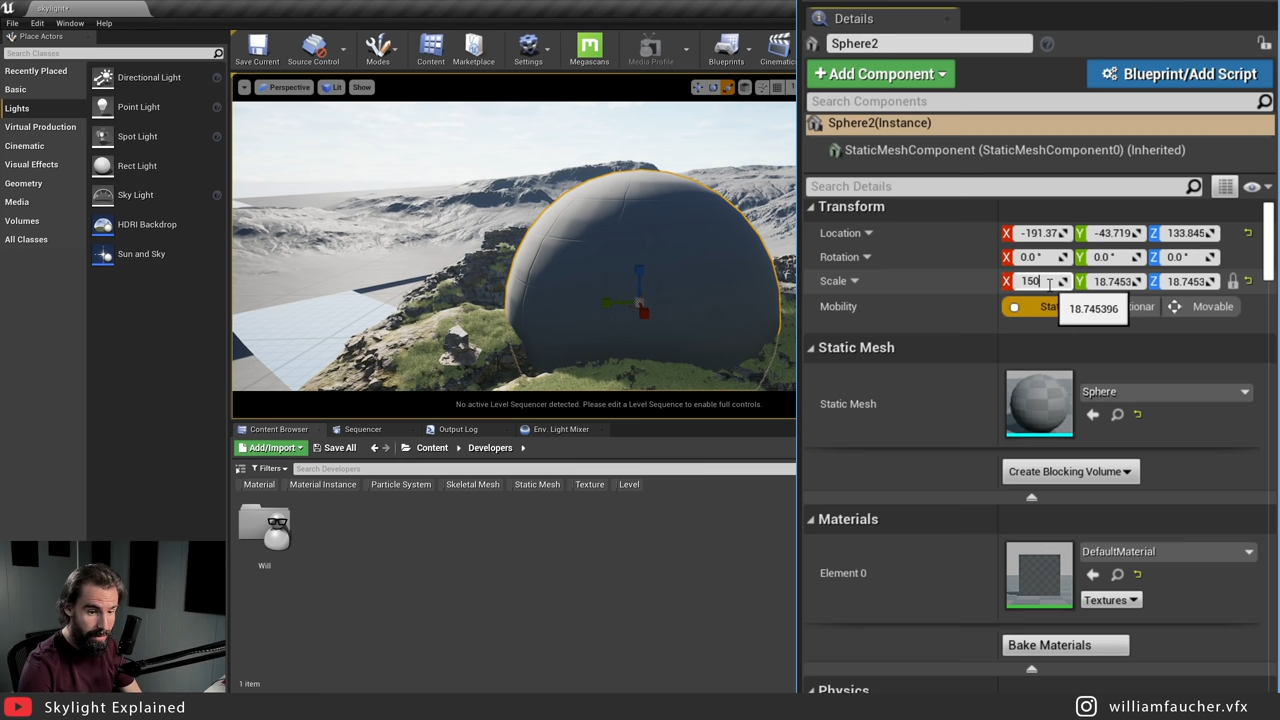 skylight*
File Edit Window Help
Place Actors
Search Classes
Recently Placed
Basic
Lights
Virtual Production
Cinematic
Visual Effects
Geometry
Media
Volumes
All Classes
Directional Light
Point Light
Spot Light
Rect Light
Sky Light
HDRI Backdrop
Sun and Sky
Save Current Source Control Modes Content Marketplace Settings Megascans Media Profile Blueprints Cinematic
Perspective Lit Show
No active Level Sequencer detected. Please edit a Level Sequence to enable full controls.
Content Browser Sequencer Output Log Env. Light Mixer
Add/Import Save All Content Developers
Filters Search Developers
Material Material Instance Particle System Skeletal Mesh Static Mesh Texture Level
Will
1 item
Details
Sphere2
+ Add Component Blueprint/Add Script
Search Components
Sphere2(Instance)
StaticMeshComponent (StaticMeshComponent0) (Inherited)
Search Details
Transform
Location X -191.37 Y -43.719 Z 133.845
Rotation X 0.0 ° Y 0.0 ° Z 0.0 °
Scale X 150 Y 18.7453 Z 18.7453
Mobility Movable
18.745396
Static Mesh
Static Mesh Sphere
Create Blocking Volume
Materials
Element 0 DefaultMaterial
Textures
Bake Materials
Physics
Skylight Explained
williamfaucher.vfx